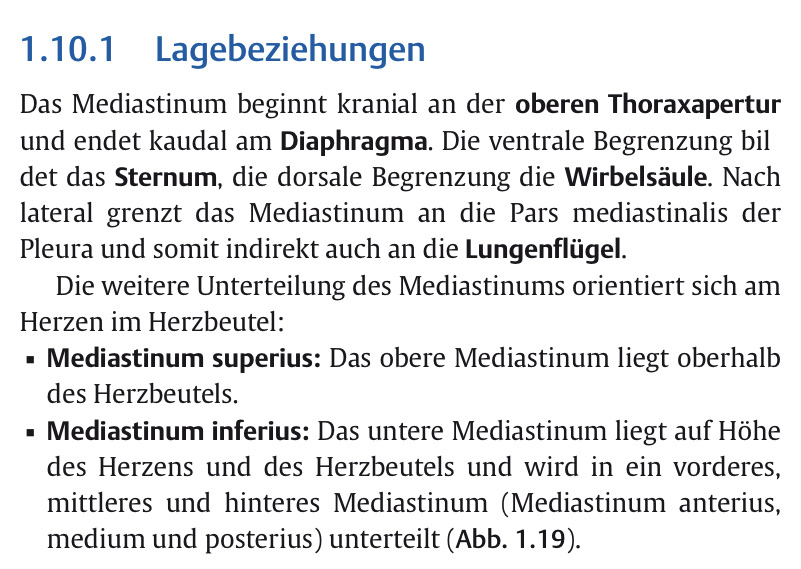 1.10.1 Lagebeziehungen
Das Mediastinum beginnt kranial an der oberen Thoraxapertur
und endet kaudal am Diaphragma. Die ventrale Begrenzung bil
det das Sternum, die dorsale Begrenzung die Wirbelsäule. Nach
lateral grenzt das Mediastinum an die Pars mediastinalis der
Pleura und somit indirekt auch an die Lungenflügel.
Die weitere Unterteilung des Mediastinums orientiert sich am
Herzen im Herzbeutel:
▪ Mediastinum superius: Das obere Mediastinum liegt oberhalb
des Herzbeutels.
▪ Mediastinum inferius: Das untere Mediastinum liegt auf Höhe
des Herzens und des Herzbeutels und wird in ein vorderes,
mittleres und hinteres Mediastinum (Mediastinum anterius,
medium und posterius) unterteilt (Abb. 1.19).